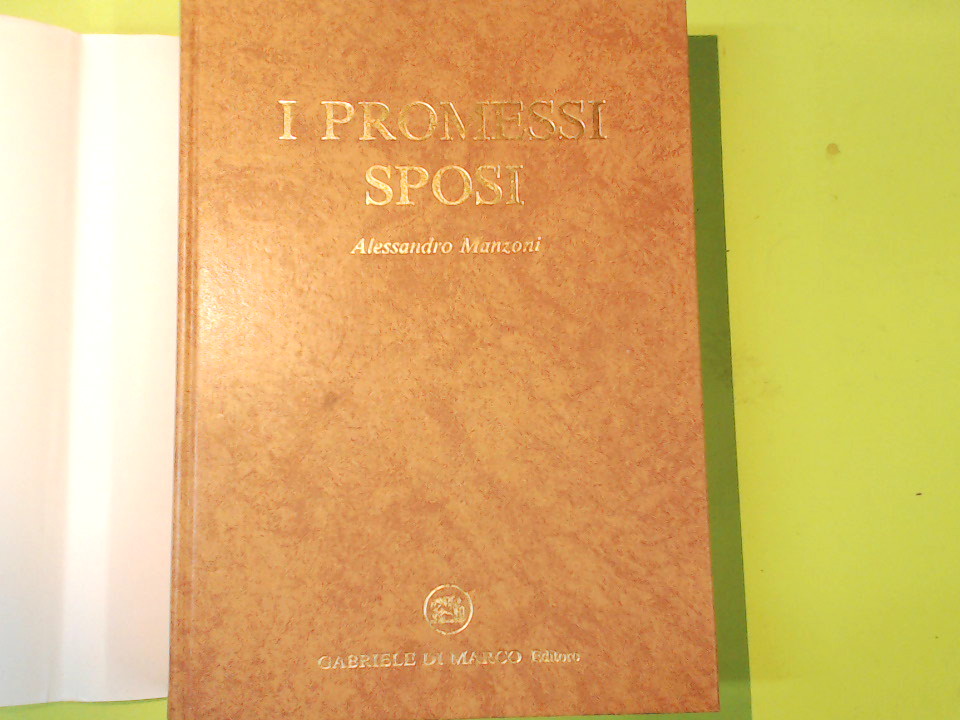 I PROMESSI
SPOSI
Alessandro Manzoni
GABRIELE DI MARCO Editore